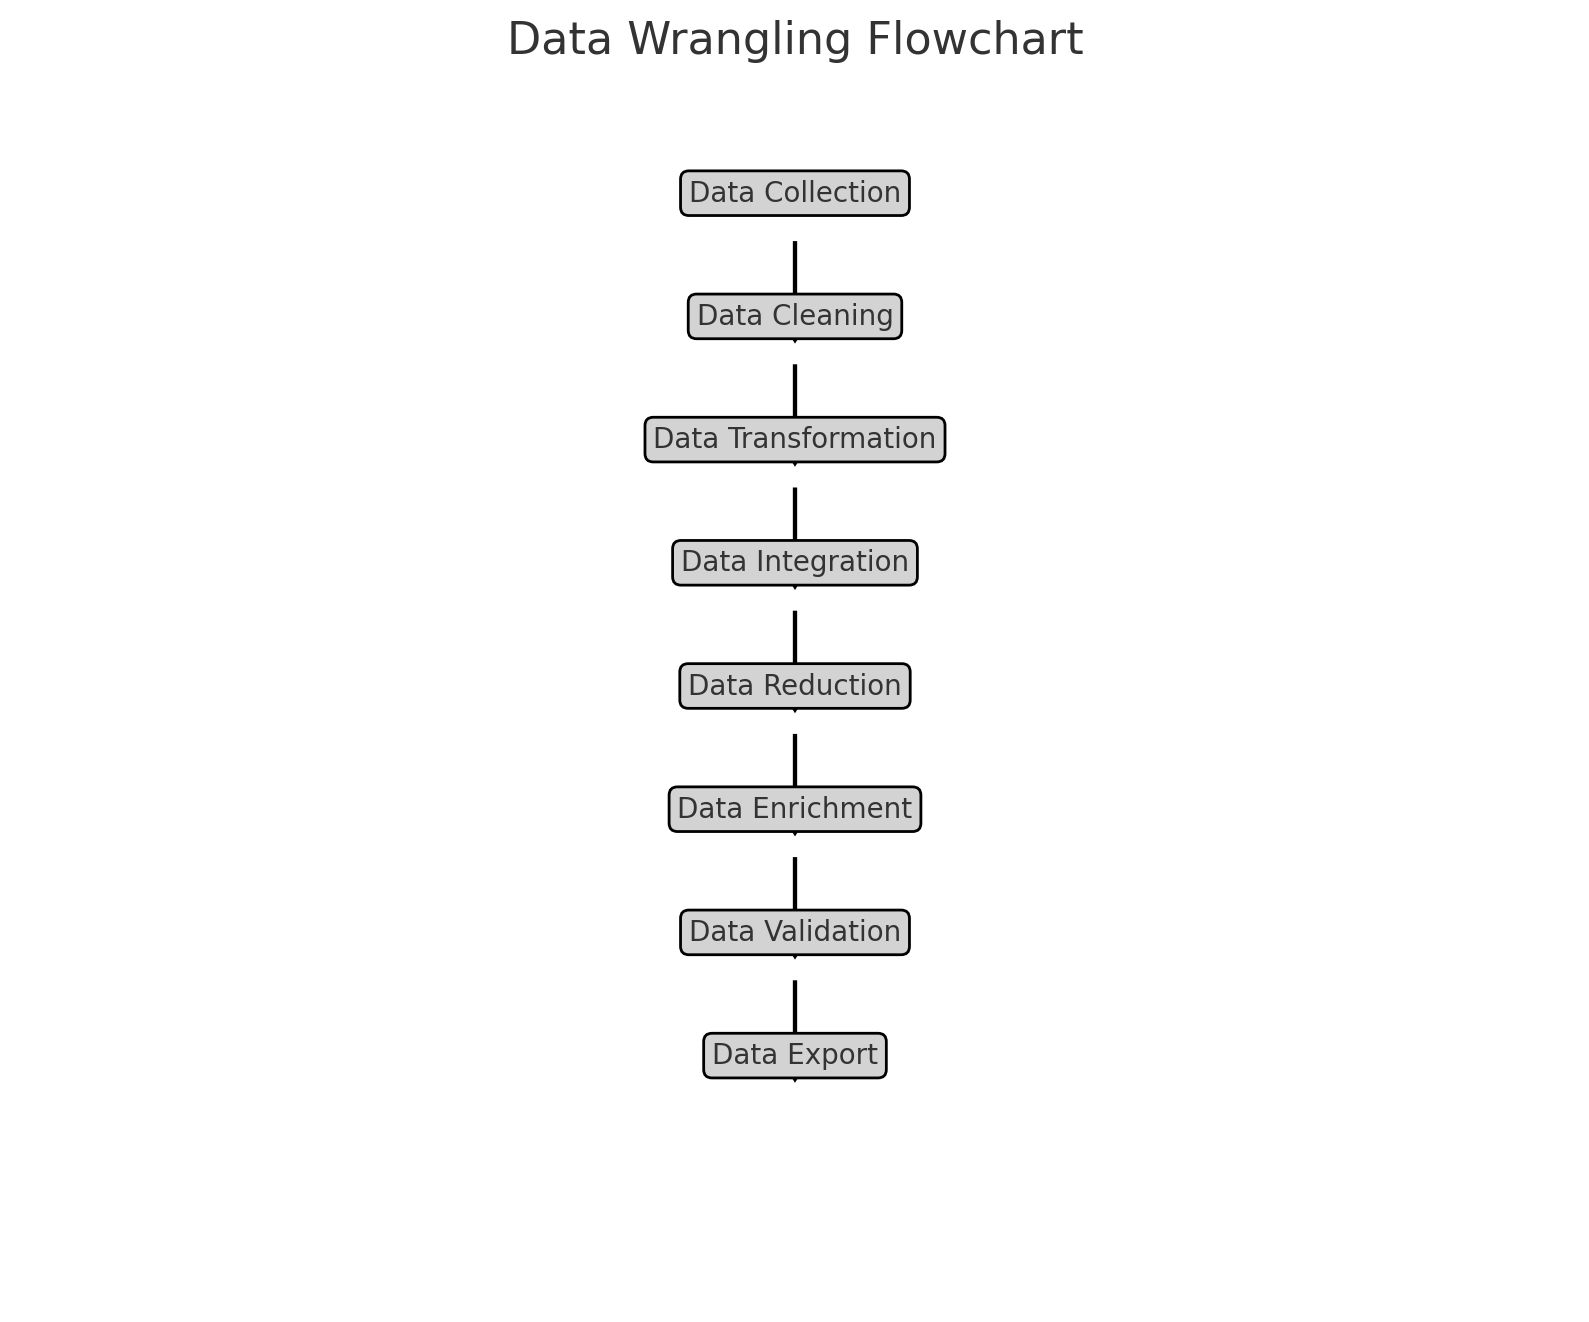 Data Wrangling Flowchart
Data Collection
Data Cleaning
Data Transformation
Data Integration
Data Reduction
Data Enrichment
Data Validation
Data Export